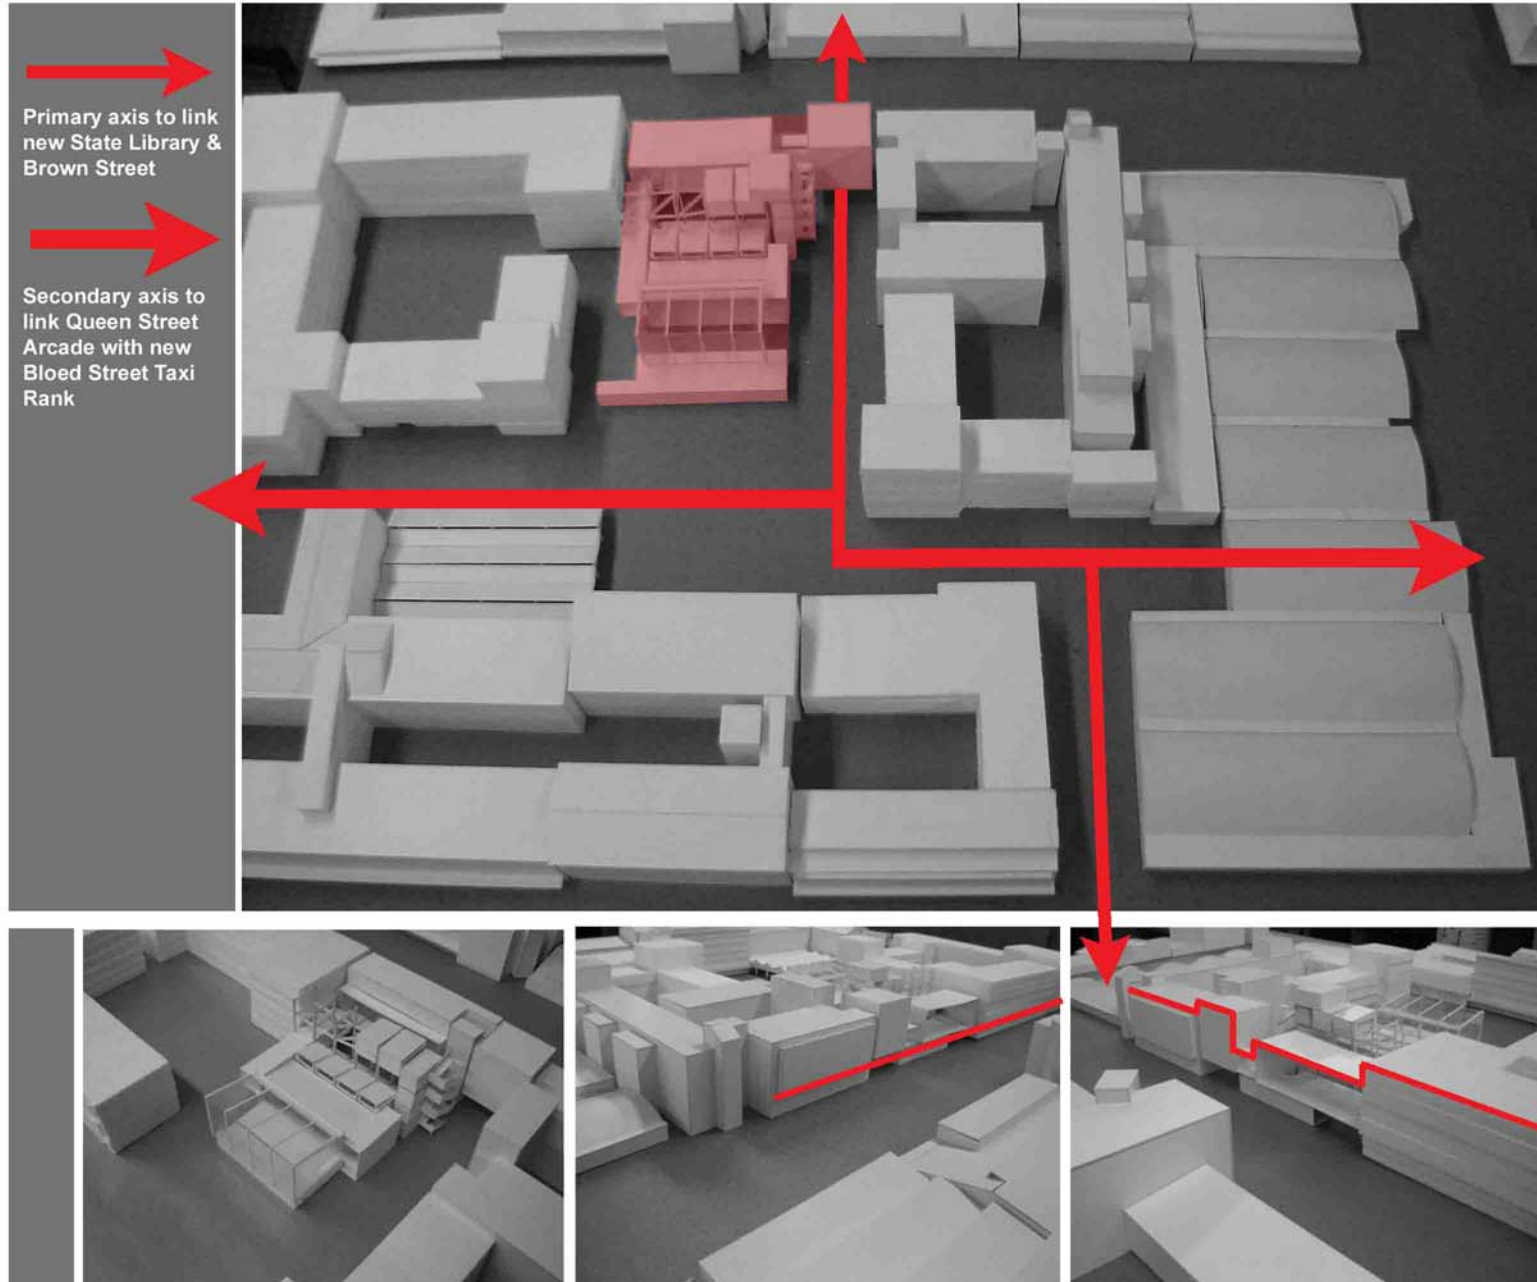 Primary axis to link
new State Library &
Brown Street
Secondary axis to
link Queen Street
Arcade with new
Bloed Street Taxi
Rank